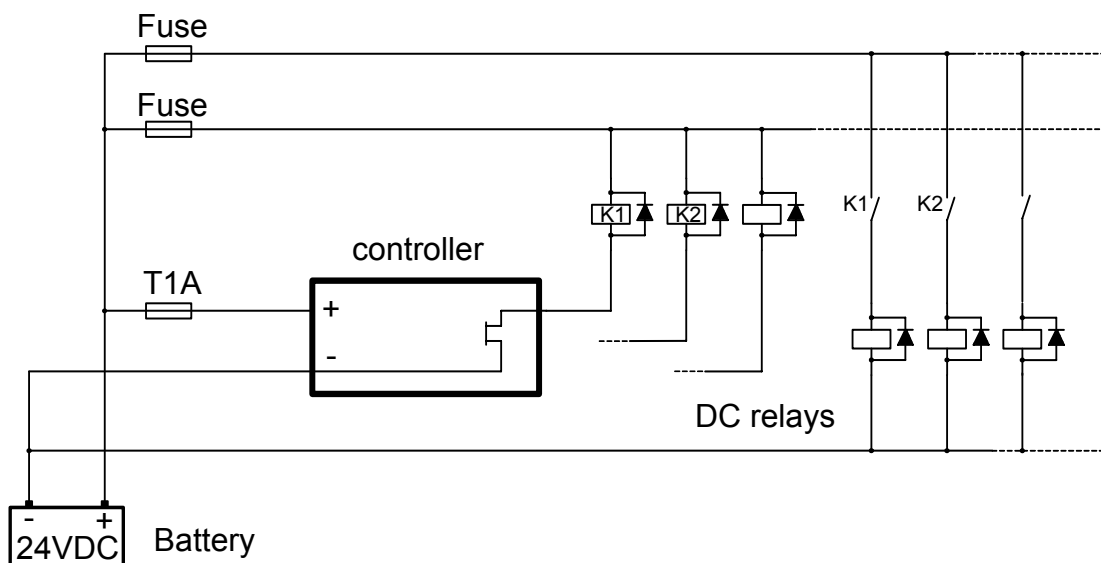 Fuse
Fuse
K1 K2
K1 K2
controller
T1A
+
-
DC relays
- +
24VDC
Battery